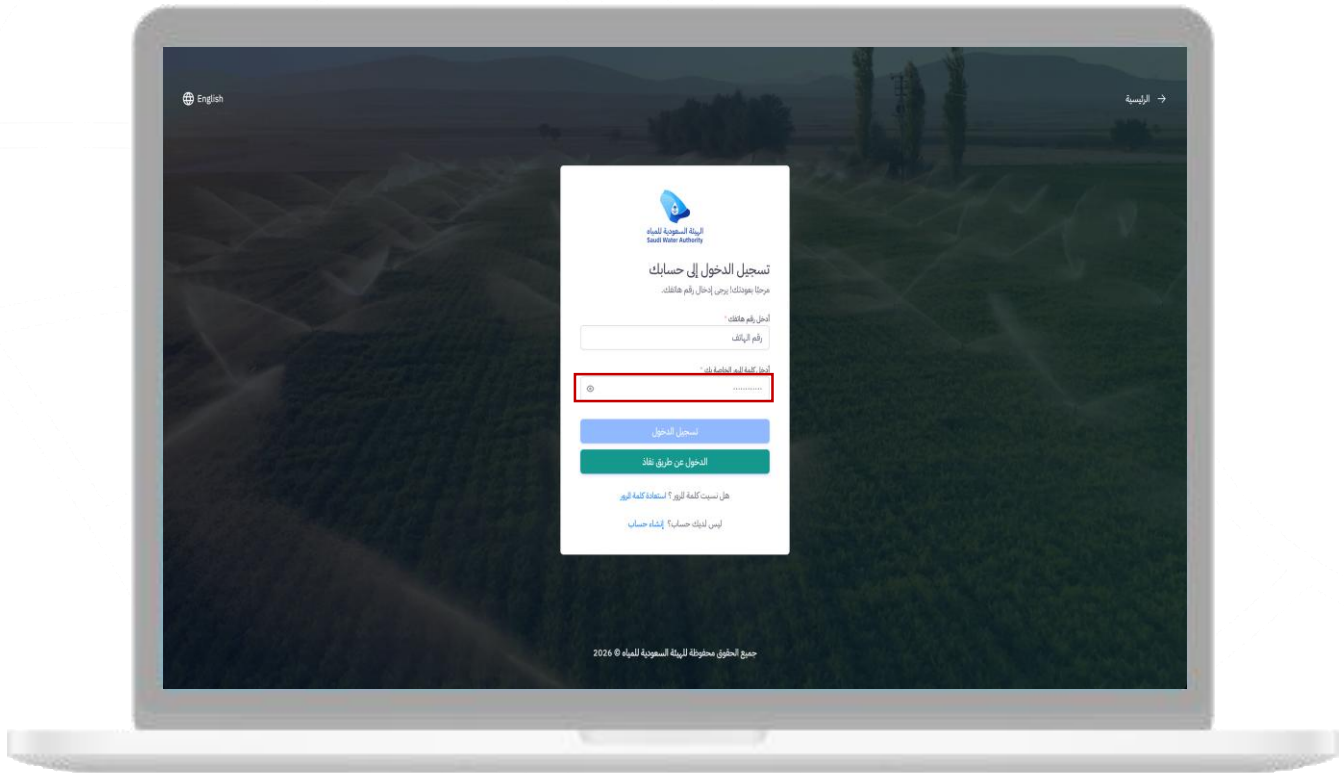 الرئيسية
English
الهيئة السعودية للمياه
Saudi Water Authority
تسجيل الدخول إلى حسابك
مرحبًا بعودتك! يرجى إدخال رقم هاتفك.
أدخل رقم هاتفك *
رقم الهاتف
أدخل كلمة المرور الخاصة بك *
............
تسجيل الدخول
الدخول عن طريق نفاذ
هل نسيت كلمة المرور ؟ استعادة كلمة المرور
ليس لديك حساب؟ إنشاء حساب
جميع الحقوق محفوظة للهيئة السعودية للمياه © 2026